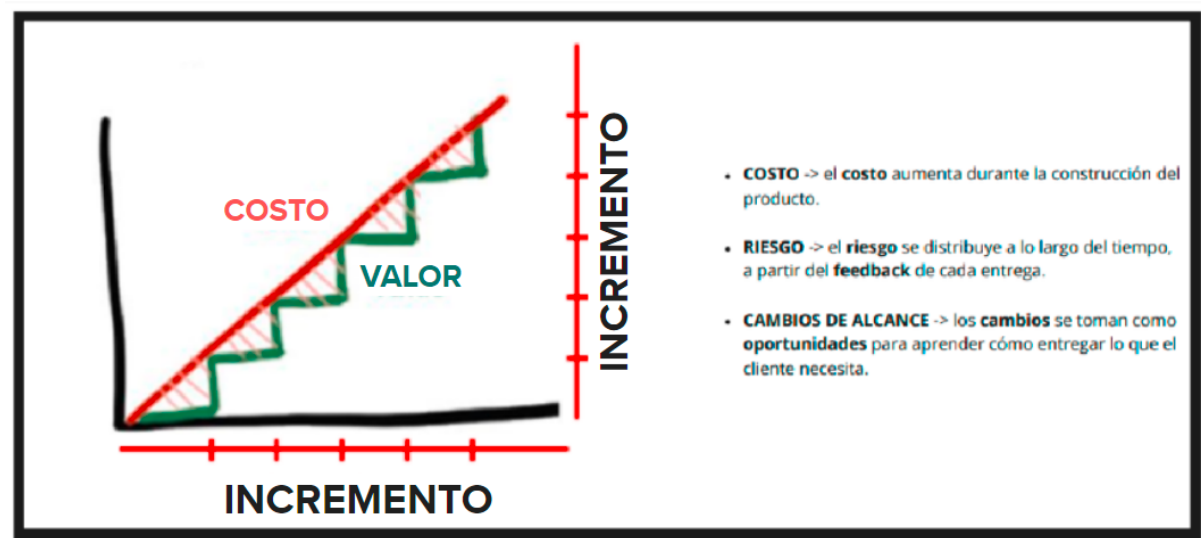 COSTO
VALOR
INCREMENTO
INCREMENTO
• COSTO -> el costo aumenta durante la construcción del
producto.
• RIESGO -> el riesgo se distribuye a lo largo del tiempo,
a partir del feedback de cada entrega.
• CAMBIOS DE ALCANCE -> los cambios se toman como
oportunidades para aprender cómo entregar lo que el
cliente necesita.